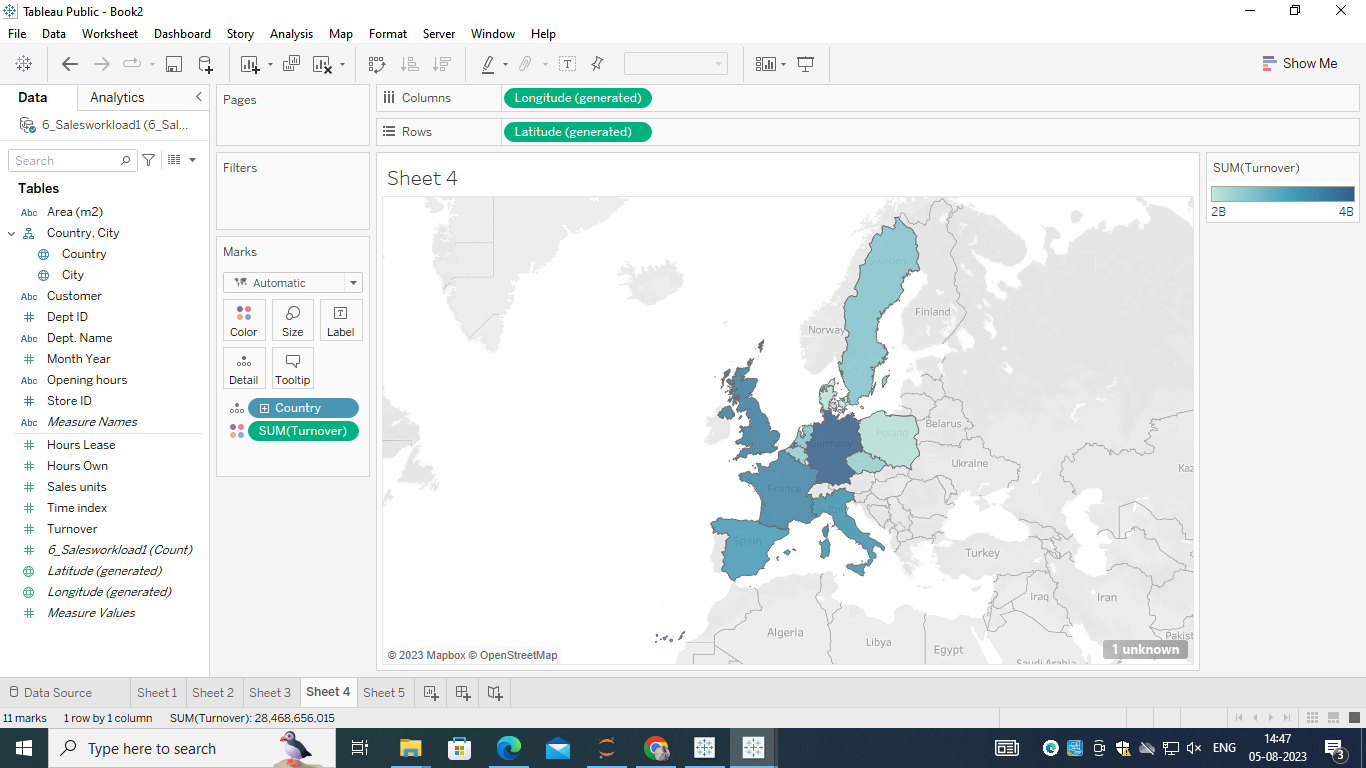 Tableau Public - Book2
File Data Worksheet Dashboard Story Analysis Map Format Server Window Help
Show Me
Data Analytics
6_Salesworkload1 (6_Sal...
Search
Tables
Abc Area (m2)
Country, City
Country
City
Abc Customer
# Dept ID
Abc Dept. Name
# Month Year
Abc Opening hours
# Store ID
Abc Measure Names
# Hours Lease
# Hours Own
# Sales units
# Time index
# Turnover
# 6_Salesworkload1 (Count)
Latitude (generated)
Longitude (generated)
# Measure Values
Pages
Filters
Marks
Automatic
Color Size Label
Detail Tooltip
Country
SUM(Turnover)
Columns Longitude (generated)
Rows Latitude (generated)
Sheet 4
Sweden
Finland
Norway
Belarus
Poland
Germany
Ukraine
Kaz
France
Italy
Spain
Turkey
Iraq
Iran
Algeria
Libya
Egypt
Pakist
Saudi Arabia
1 unknown
© 2023 Mapbox © OpenStreetMap
SUM(Turnover)
2B 4B
Data Source Sheet 1 Sheet 2 Sheet 3 Sheet 4 Sheet 5
11 marks 1 row by 1 column SUM(Turnover): 28,468,656,015
Type here to search
ENG
14:47
05-08-2023
3